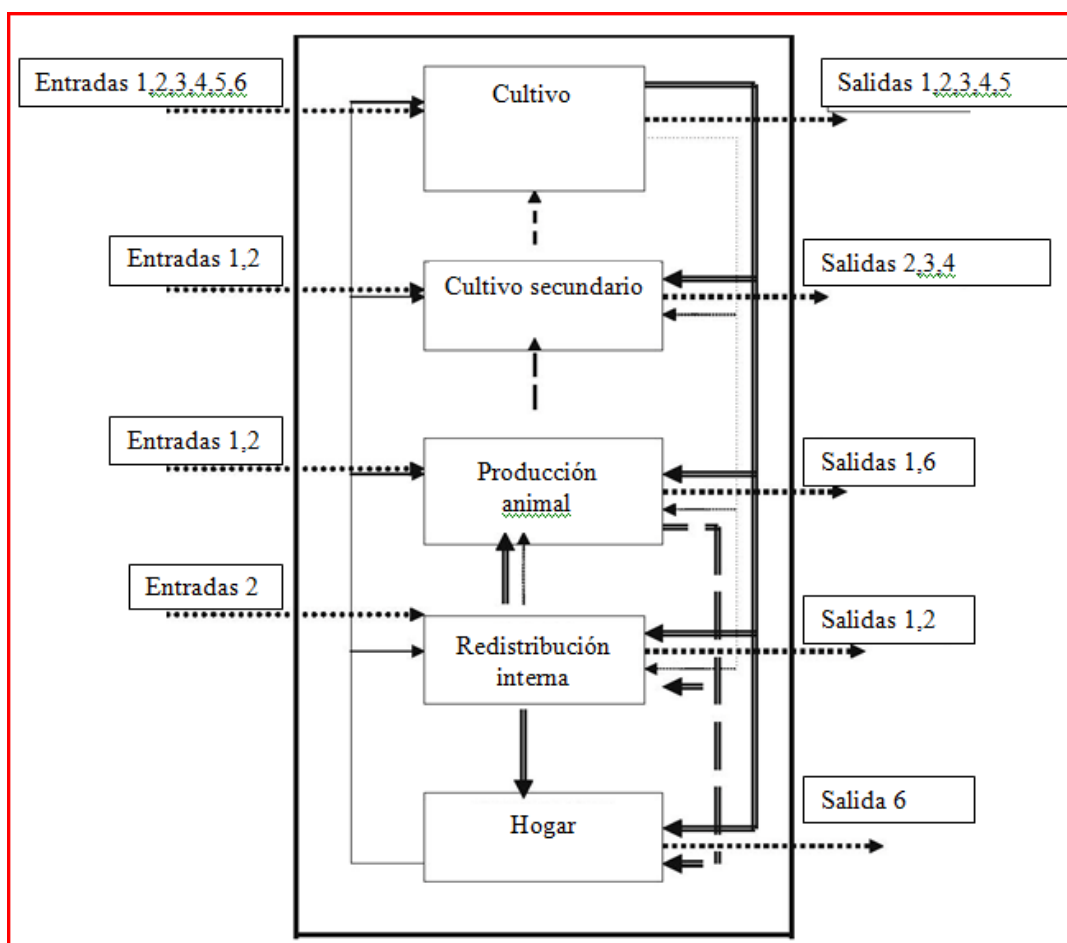 Entradas 1,2,3,4,5,6
Cultivo
Salidas 1,2,3,4,5
Entradas 1,2
Cultivo secundario
Salidas 2,3,4
Entradas 1,2
Producción
animal
Salidas 1,6
Entradas 2
Redistribución
interna
Salidas 1,2
Hogar
Salida 6